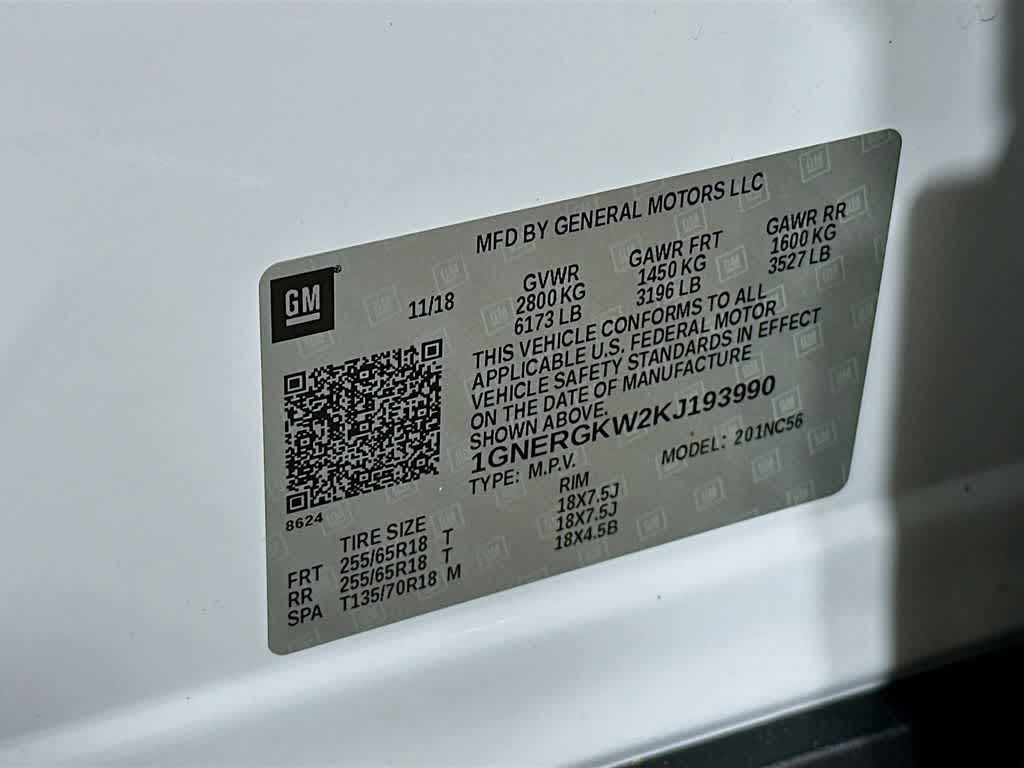 MFD BY GENERAL MOTORS LLC
GM
11/18
GVWR GAWR FRT GAWR RR
2800 KG 1450 KG 1600 KG
6173 LB 3196 LB 3527 LB
THIS VEHICLE CONFORMS TO ALL
APPLICABLE U.S. FEDERAL MOTOR
VEHICLE SAFETY STANDARDS IN EFFECT
ON THE DATE OF MANUFACTURE
SHOWN ABOVE.
1GNERGKW2KJ193990
TYPE: M.P.V. MODEL: 201NC56
8624
TIRE SIZE RIM
FRT 255/65R18 T 18X7.5J
RR 255/65R18 T 18X7.5J
SPA T135/70R18 M 18X4.5B